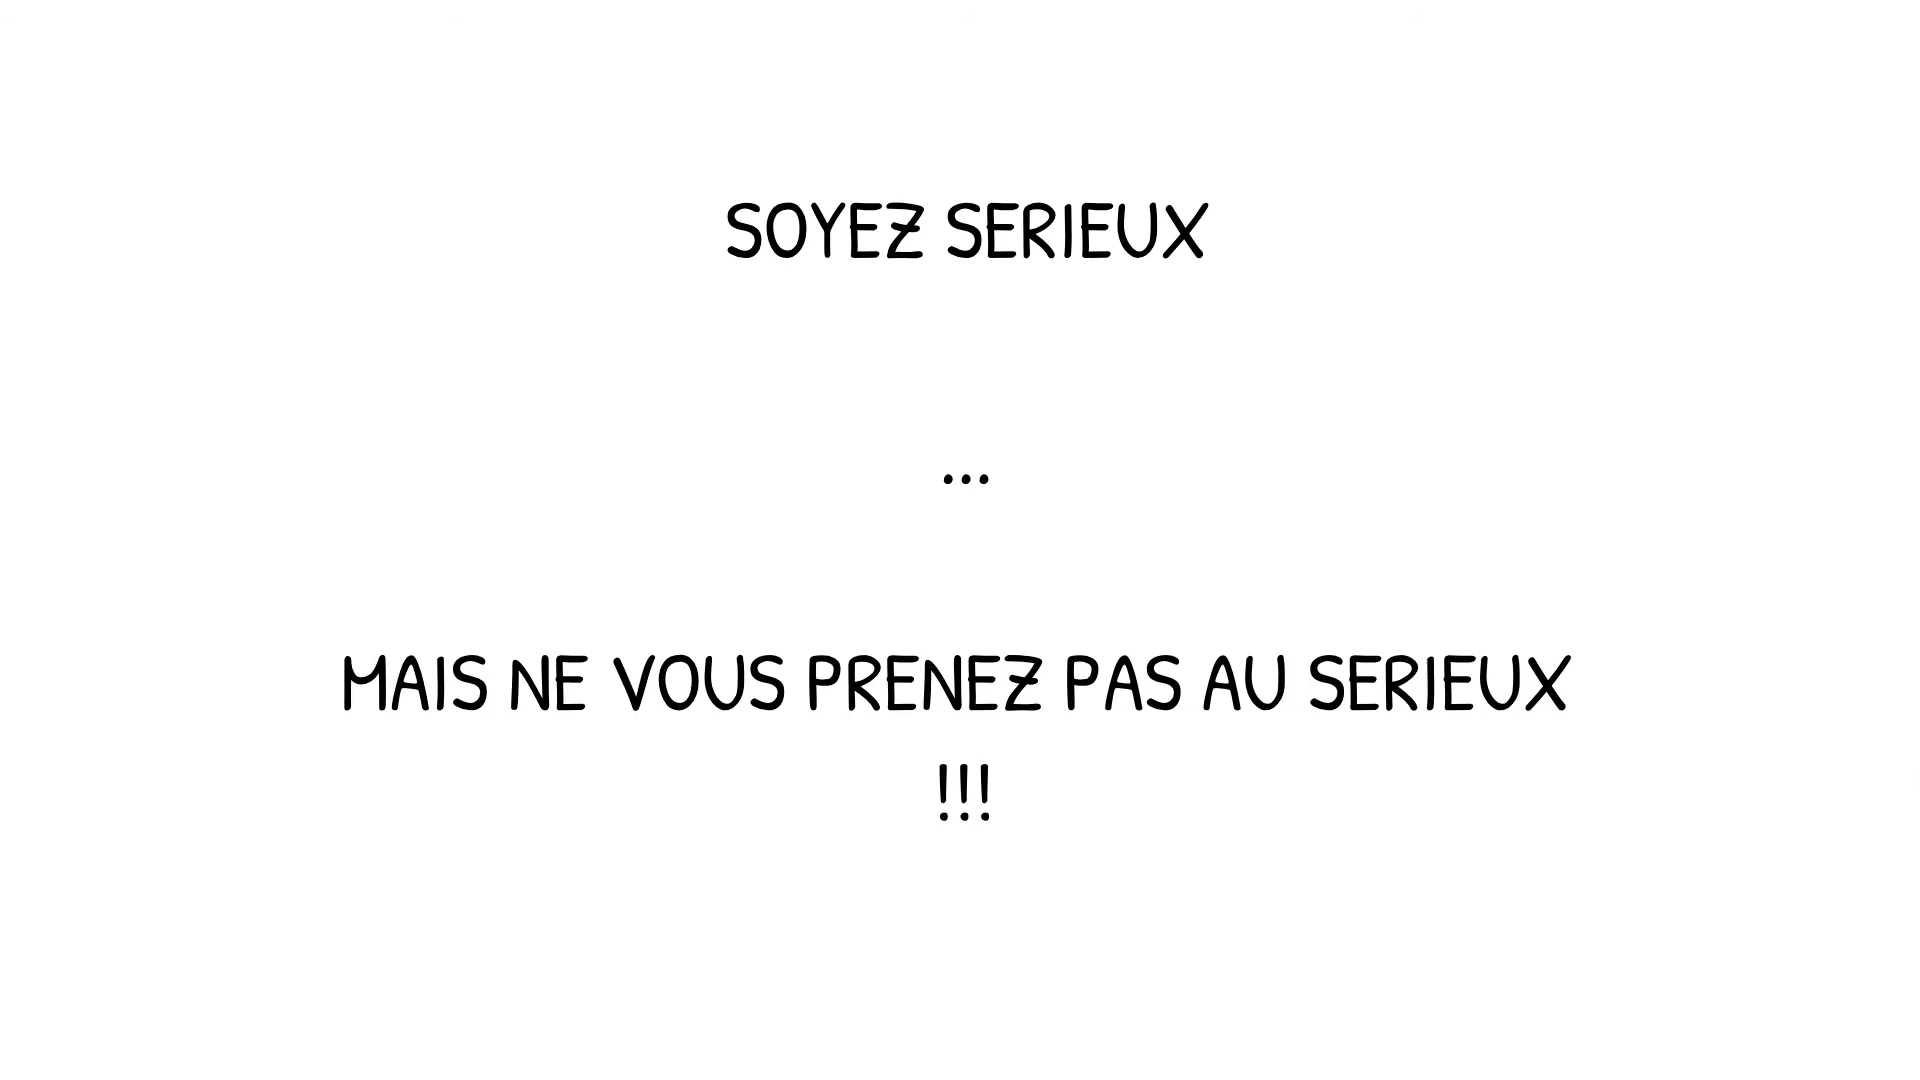 SOYEZ SERIEUX
...
MAIS NE VOUS PRENEZ PAS AU SERIEUX
!!!